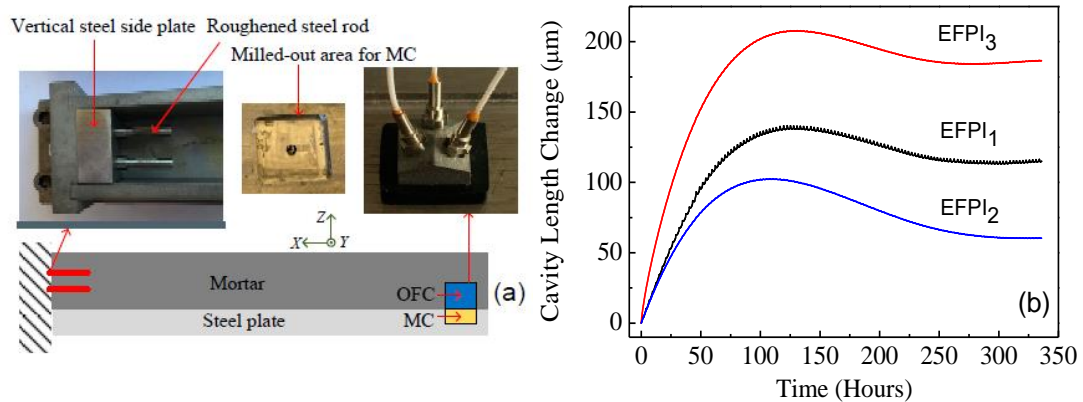 Vertical steel side plate
Roughened steel rod
Milled-out area for MC
Z
X
Y
Mortar
OFC
MC
Steel plate
(a)
Cavity Length Change (μm)
200
150
100
50
0
EFPI3
EFPI1
EFPI2
(b)
0 50 100 150 200 250 300 350
Time (Hours)